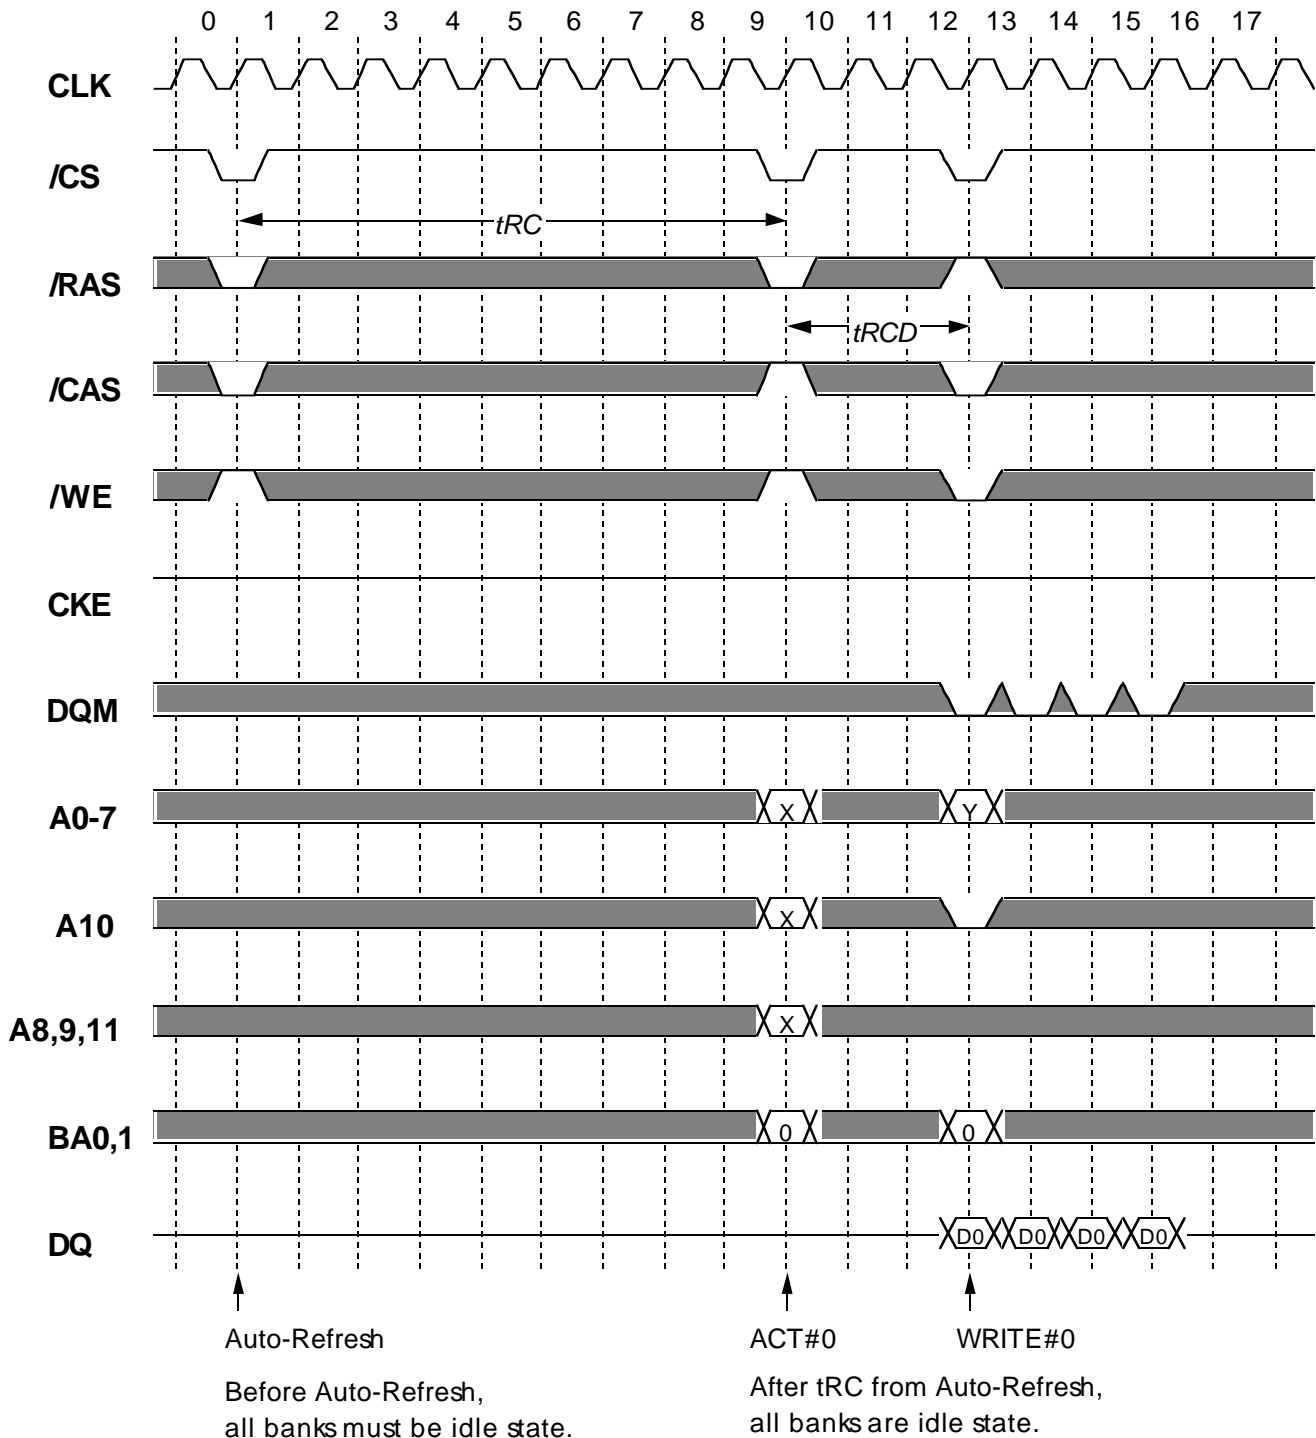 0 1 2 3 4 5 6 7 8 9 10 11 12 13 14 15 16 17
CLK
/CS
tRC
/RAS
tRCD
/CAS
/WE
CKE
DQM
A0-7 X Y
A10 X
A8,9,11 X
BA0,1 0 0
DQ D0 D0 D0 D0
Auto-Refresh ACT#0 WRITE#0
Before Auto-Refresh,
all banks must be idle state.
After tRC from Auto-Refresh,
all banks are idle state.